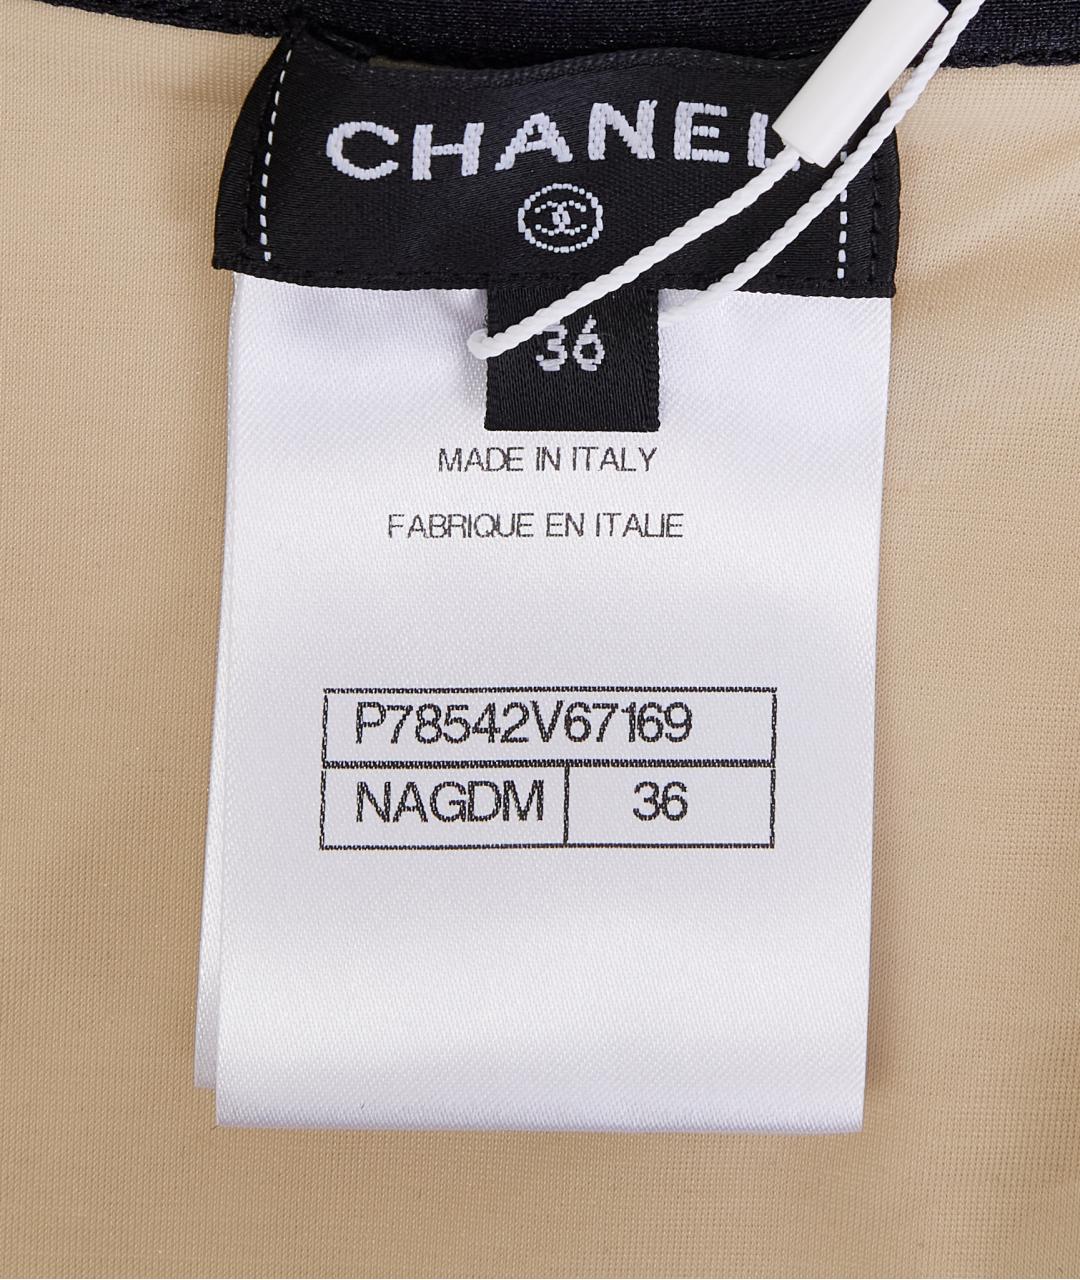 CHANEL
36
MADE IN ITALY
FABRIQUE EN ITALIE
P78542V67169
NAGDM 36